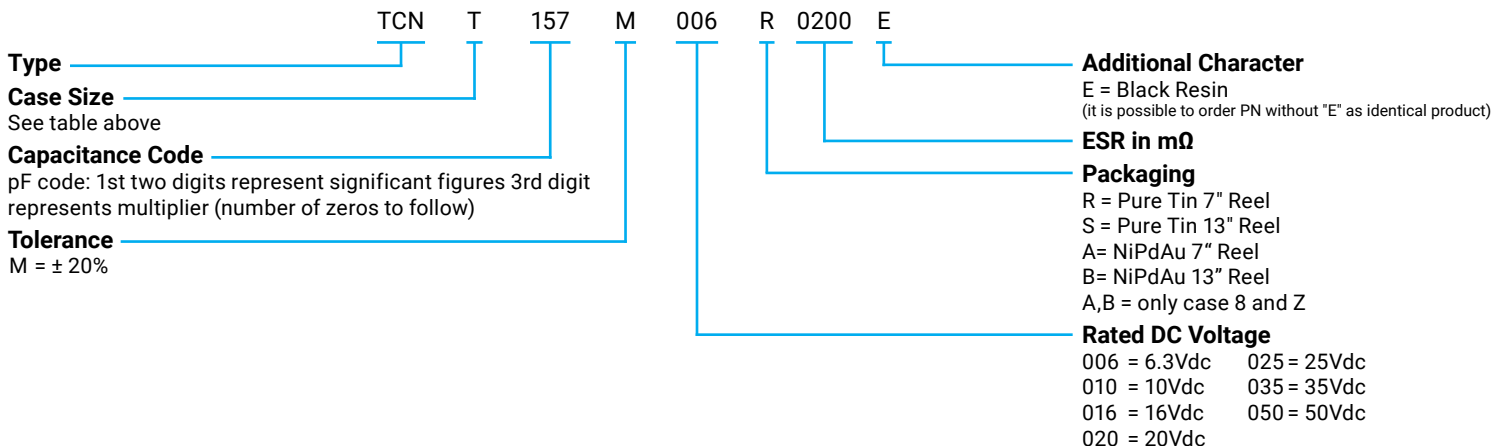 TCN T 157 M 006 R 0200 E
Type
Case Size
See table above
Capacitance Code
pF code: 1st two digits represent significant figures 3rd digit
represents multiplier (number of zeros to follow)
Tolerance
M = ± 20%
Additional Character
E = Black Resin
(it is possible to order PN without "E" as identical product)
ESR in mΩ
Packaging
R = Pure Tin 7" Reel
S = Pure Tin 13" Reel
A= NiPdAu 7“ Reel
B= NiPdAu 13” Reel
A,B = only case 8 and Z
Rated DC Voltage
006 = 6.3Vdc 025 = 25Vdc
010 = 10Vdc 035 = 35Vdc
016 = 16Vdc 050 = 50Vdc
020 = 20Vdc